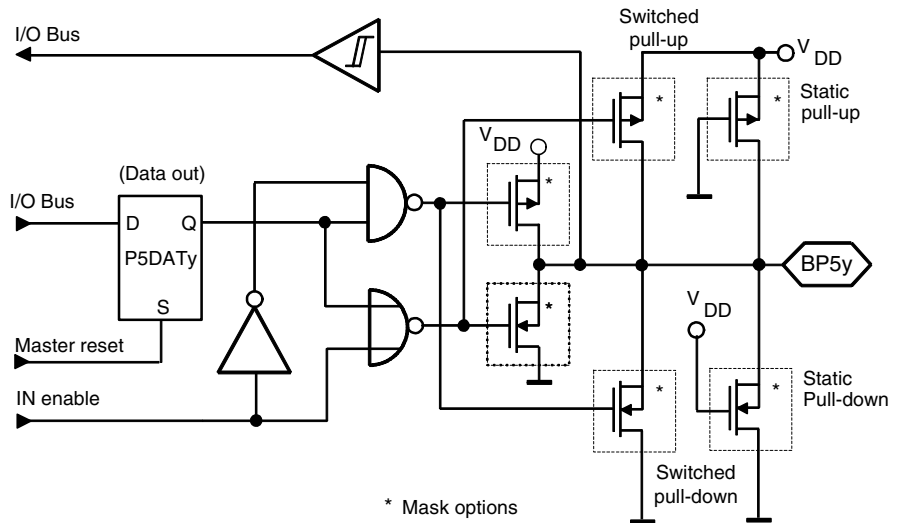 I/O Bus
Switched
pull-up
V DD
Static
pull-up
V DD
(Data out)
I/O Bus
D Q
P5DATy
S
Master reset
IN enable
BP5y
V DD
Static
Pull-down
Switched
pull-down
* Mask options
*
*
*
*
*
*